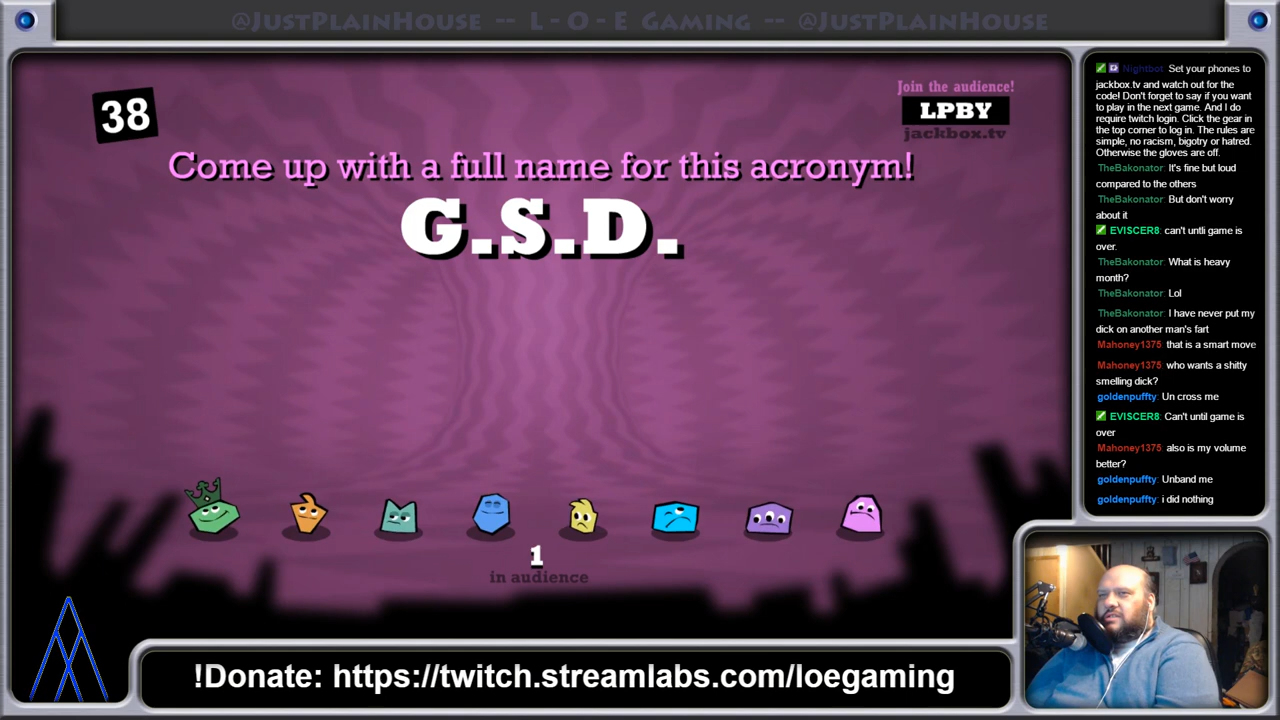 @JustPlainHouse -- L-O-E Gaming -- @JustPlainHouse
38
Join the audience!
LPBY
jackbox.tv
Come up with a full name for this acronym!
G.S.D.
1
in audience
!Donate: https://twitch.streamlabs.com/loegaming
Nightbot: Set your phones to
jackbox.tv and watch out for the
code! Don't forget to say if you want
to play in the next game. And I do
require twitch login. Click the gear in
the top corner to log in. The rules are
simple, no racism, bigotry or hatred.
Otherwise the gloves are off.
TheBakonator: It's fine but loud
compared to the others
TheBakonator: But don't worry
about it
EVISCER8: can't untli game is
over.
TheBakonator: What is heavy
month?
TheBakonator: Lol
TheBakonator: I have never put my
dick on another man's fart
Mahoney1375: that is a smart move
Mahoney1375: who wants a shitty
smelling dick?
goldenpuffty: Un cross me
EVISCER8: Can't until game is
over
Mahoney1375: also is my volume
better?
goldenpuffty: Unband me
goldenpuffty: i did nothing